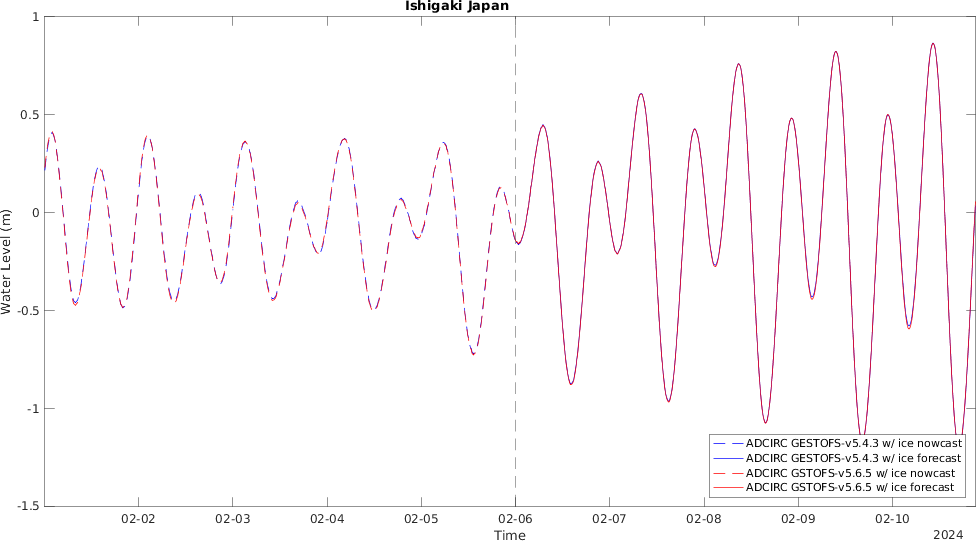 Ishigaki Japan
1
0.5
0
-0.5
-1
-1.5
Water Level (m)
ADCIRC GESTOFS-v5.4.3 w/ ice nowcast
ADCIRC GESTOFS-v5.4.3 w/ ice forecast
ADCIRC GSTOFS-v5.6.5 w/ ice nowcast
ADCIRC GSTOFS-v5.6.5 w/ ice forecast
02-02 02-03 02-04 02-05 02-06 02-07 02-08 02-09 02-10
Time
2024